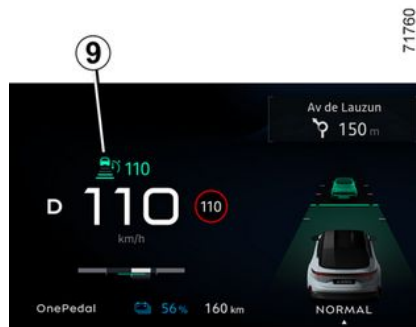 71760
9
Av de Lauzun
150 m
110
D 110 110
km/h
OnePedal 56% 160 km NORMAL